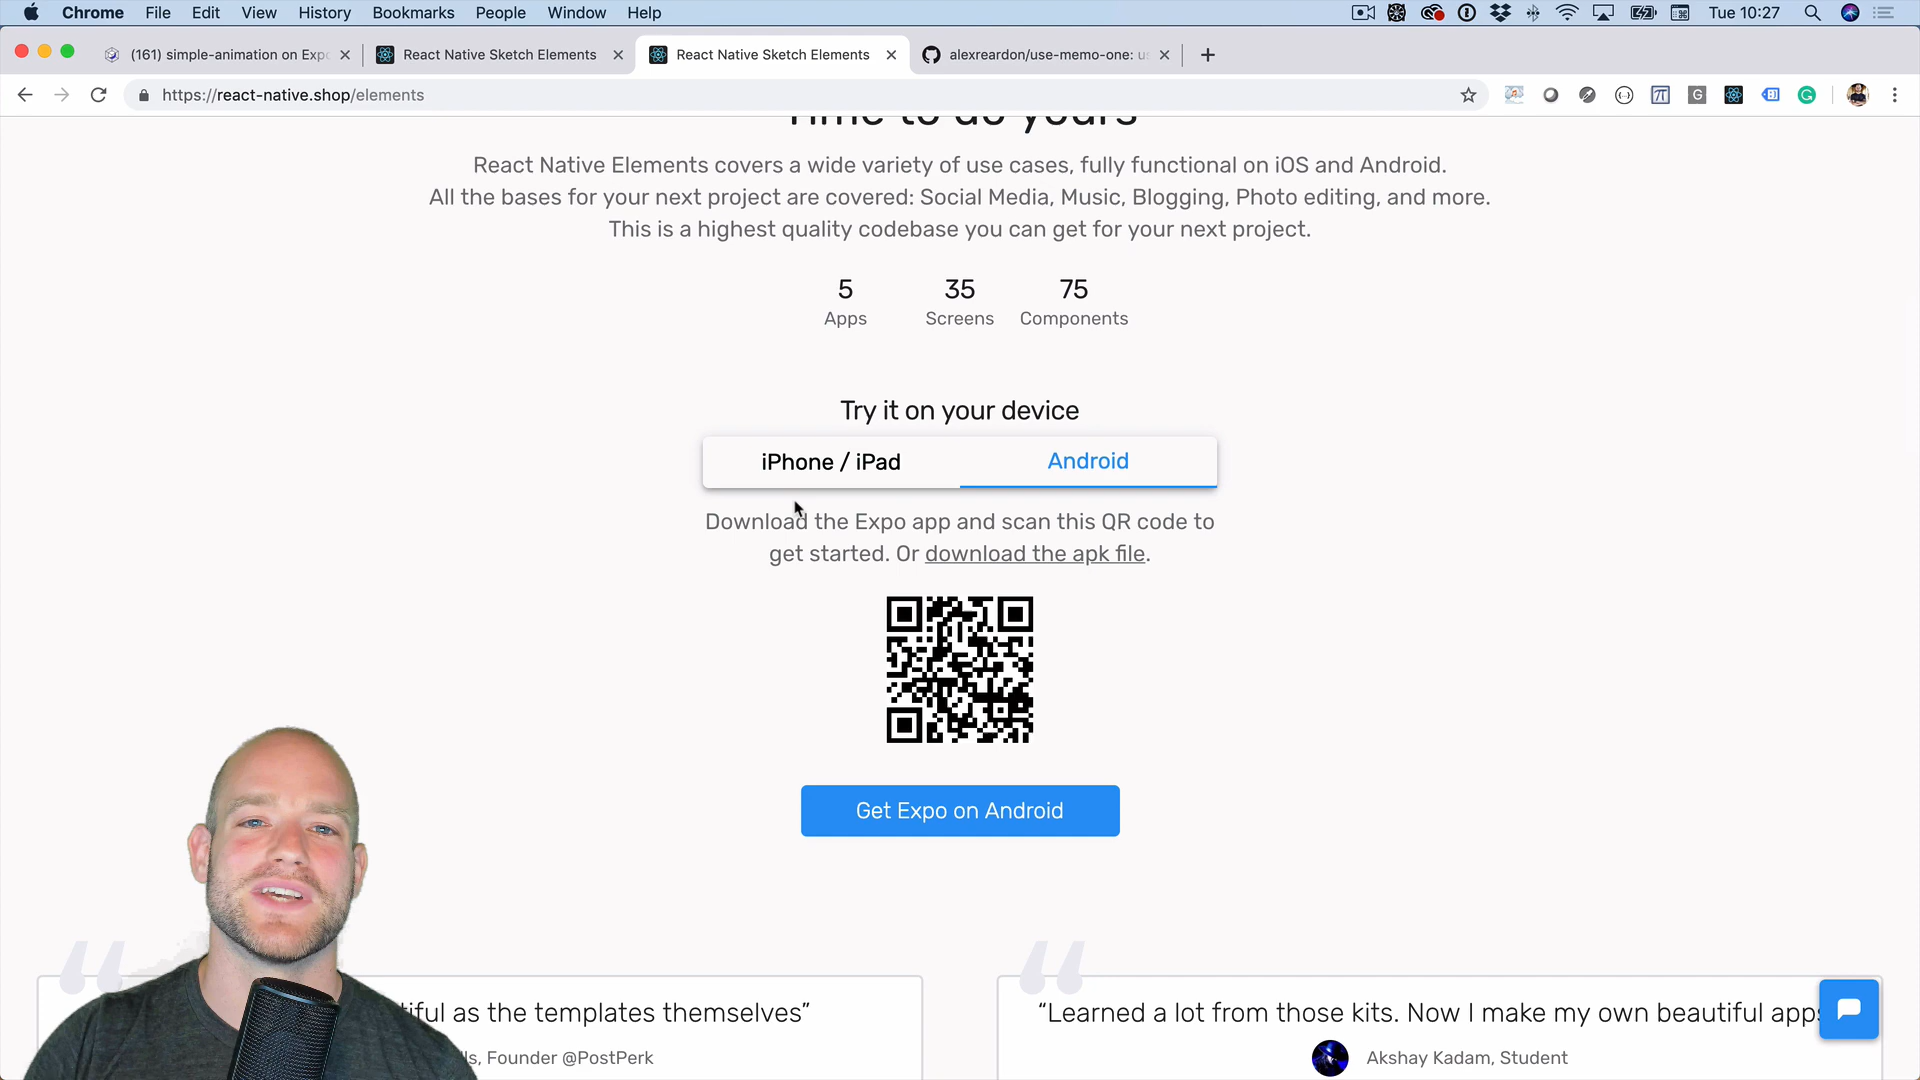 Chrome File Edit View History Bookmarks People Window Help Tue 10:27
(161) simple-animation on Expo
React Native Sketch Elements
React Native Sketch Elements
alexreardon/use-memo-one: us
https://react-native.shop/elements
Time to do yours
React Native Elements covers a wide variety of use cases, fully functional on iOS and Android.
All the bases for your next project are covered: Social Media, Music, Blogging, Photo editing, and more.
This is a highest quality codebase you can get for your next project.
5 35 75
Apps Screens Components
Try it on your device
iPhone / iPad Android
Download the Expo app and scan this QR code to
get started. Or download the apk file.
Get Expo on Android
tiful as the templates themselves”
ls, Founder @PostPerk
“Learned a lot from those kits. Now I make my own beautiful apps
Akshay Kadam, Student